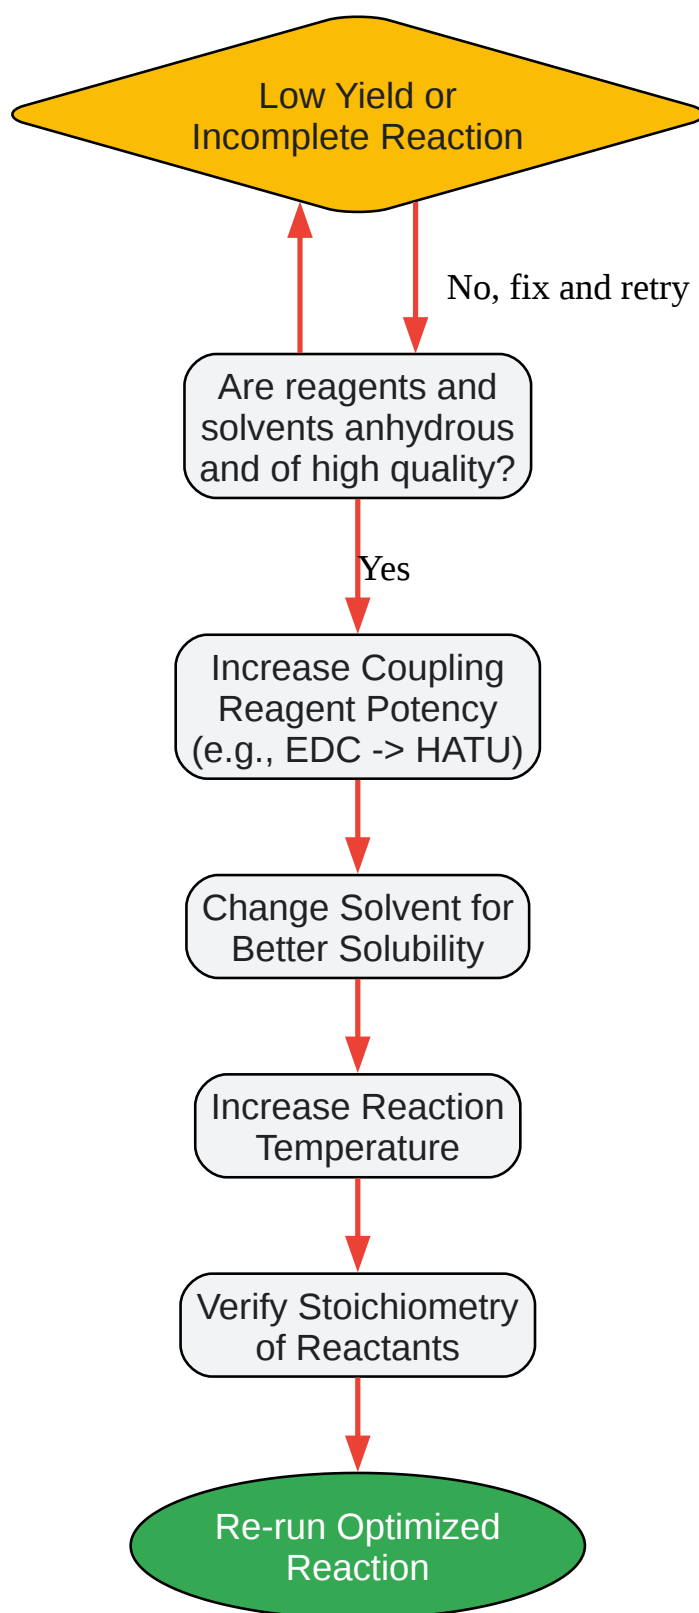 Low Yield or
Incomplete Reaction
No, fix and retry
Are reagents and
solvents anhydrous
and of high quality?
Yes
Increase Coupling
Reagent Potency
(e.g., EDC -> HATU)
Change Solvent for
Better Solubility
Increase Reaction
Temperature
Verify Stoichiometry
of Reactants
Re-run Optimized
Reaction